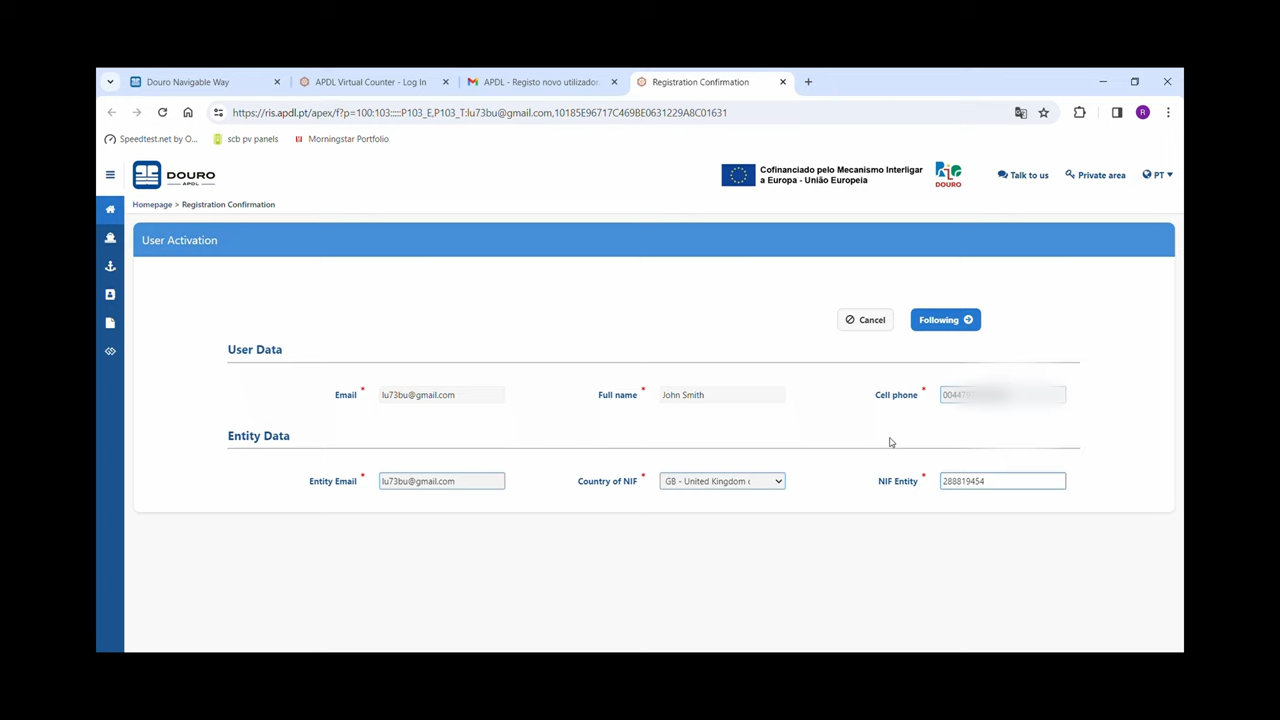 Douro Navigable Way
APDL Virtual Counter - Log In
APDL - Registo novo utilizador
Registration Confirmation
https://ris.apdl.pt/apex/f?p=100:103:::::P103_E,P103_T:lu73bu@gmail.com,10185E96717C469BE0631229A8C01631
R
Speedtest.net by O...
scb pv panels
Morningstar Portfolio
DOURO
APDL
Cofinanciado pelo Mecanismo Interligar
a Europa - União Europeia
DOURO
Talk to us
Private area
PT
Homepage > Registration Confirmation
User Activation
Cancel
Following
User Data
Email *
lu73bu@gmail.com
Full name *
John Smith
Cell phone *
Entity Data
Entity Email *
lu73bu@gmail.com
Country of NIF *
GB - United Kingdom
NIF Entity *
288819454